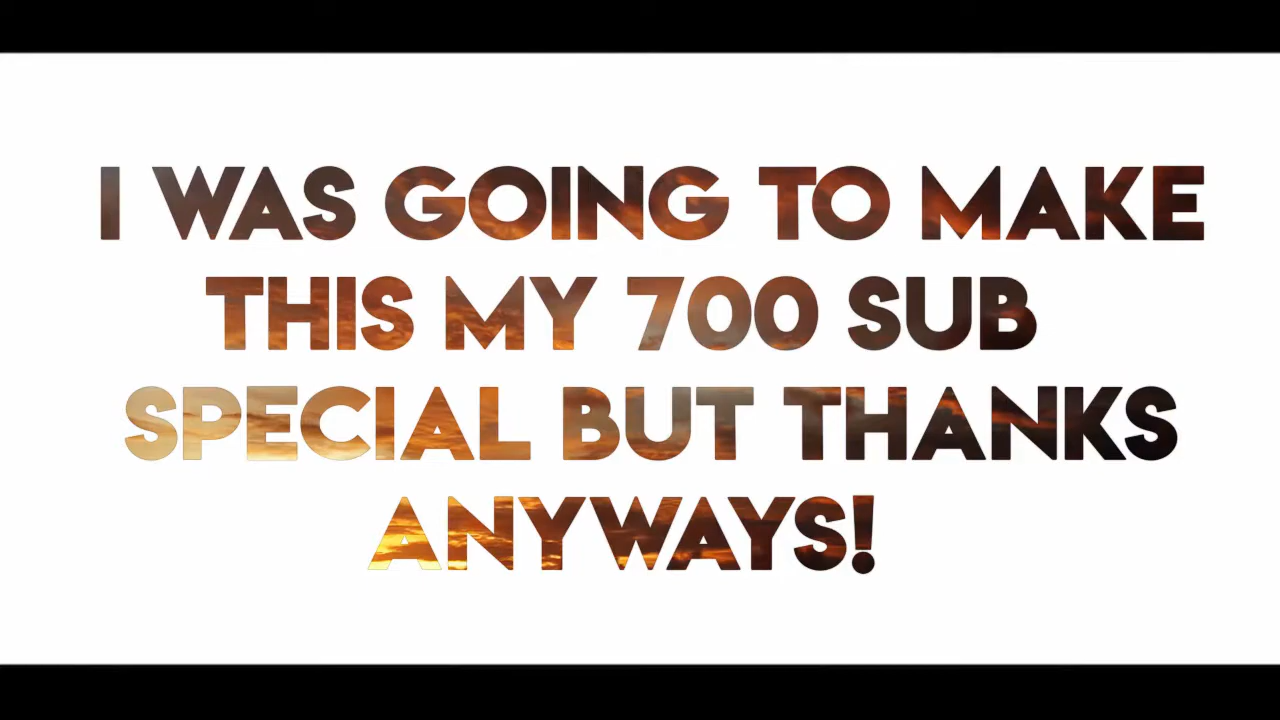 I WAS GOING TO MAKE
THIS MY 700 SUB
SPECIAL BUT THANKS
ANYWAYS!